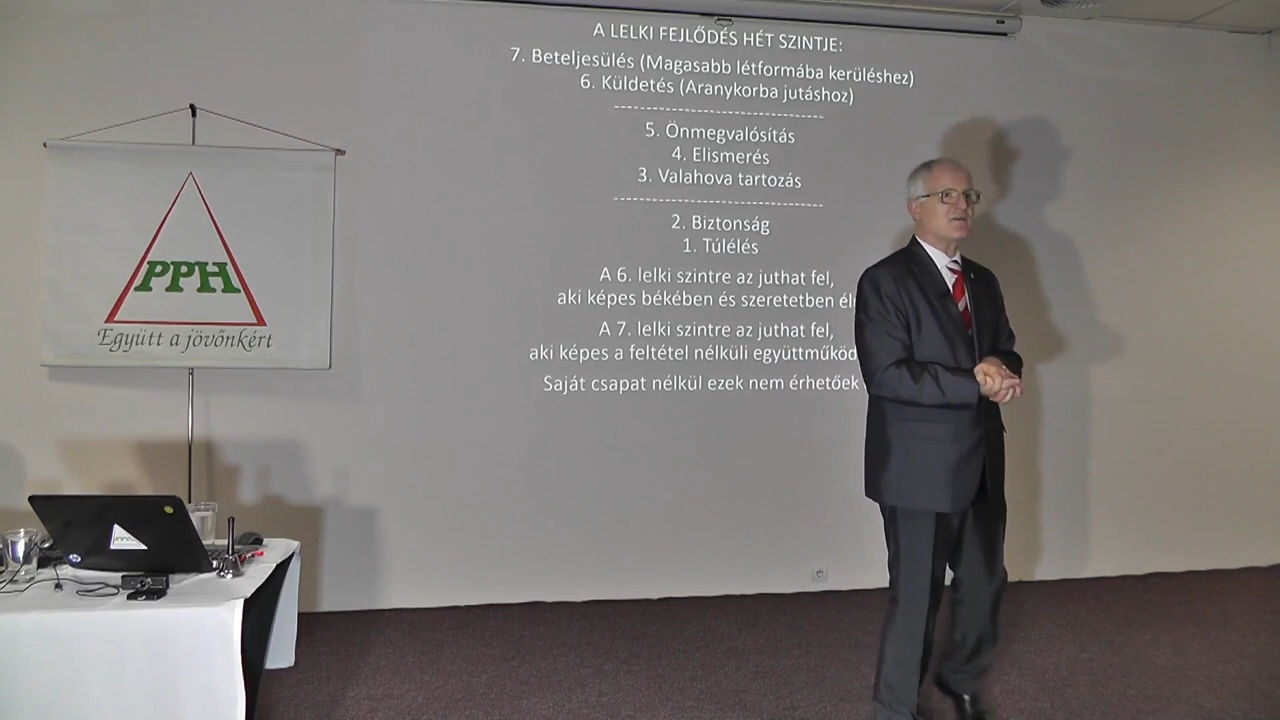 A LELKI FEJLŐDÉS HÉT SZINTJE:
7. Beteljesülés (Magasabb létformába kerüléshez)
6. Küldetés (Aranykorba jutáshoz)
--------------------------------
5. Önmegvalósítás
4. Elismerés
3. Valahova tartozás
--------------------------------
2. Biztonság
1. Túlélés
A 6. lelki szintre az juthat fel,
aki képes békében és szeretetben él
A 7. lelki szintre az juthat fel,
aki képes a feltétel nélküli együttműköd
Saját csapat nélkül ezek nem érhetőek
PPH
Együtt a jövőnkért